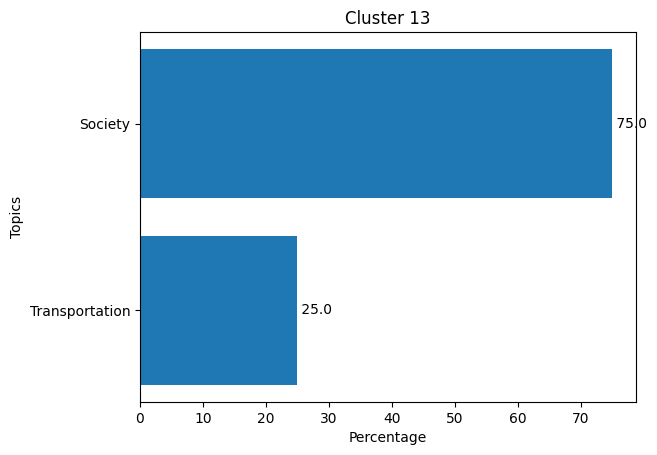 Cluster 13
Topics
Society
75.0
Transportation
25.0
0 10 20 30 40 50 60 70
Percentage